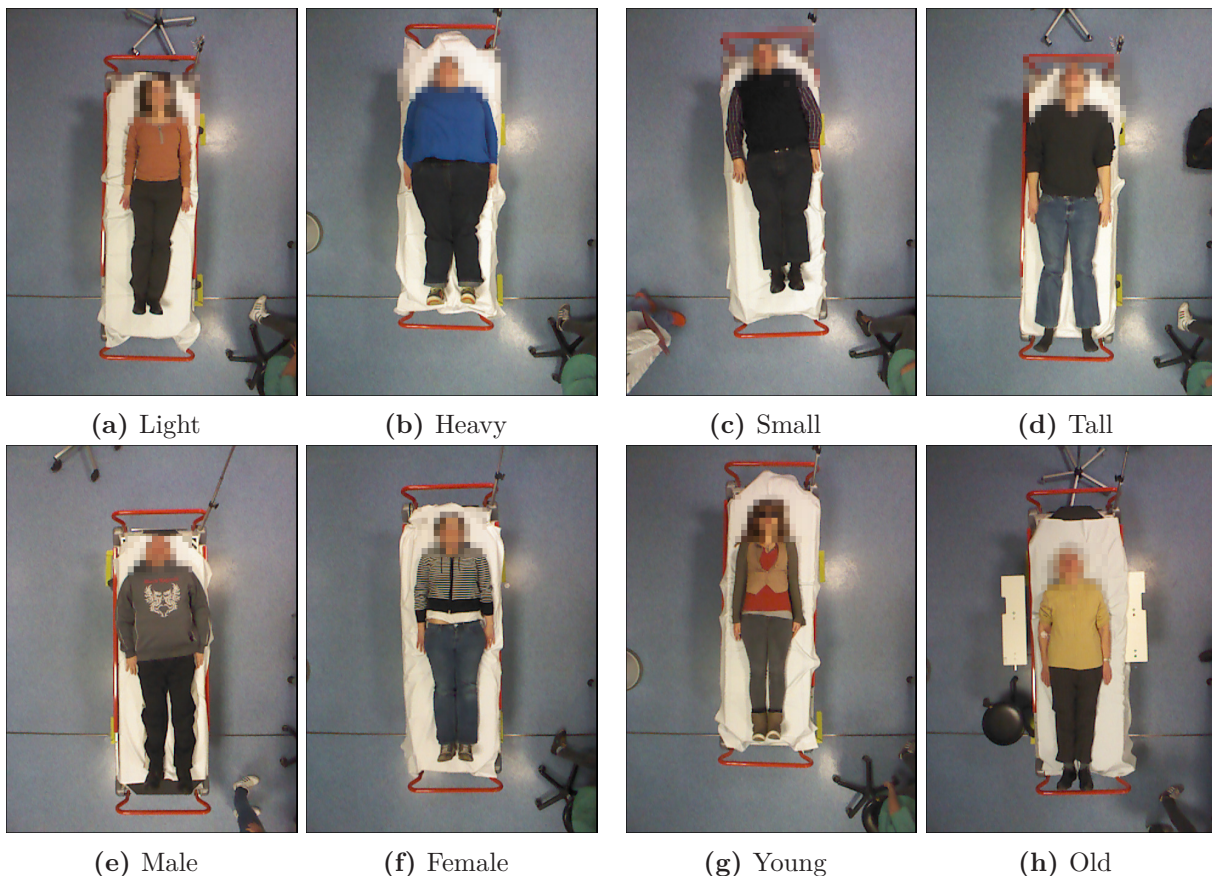 (a) Light
(b) Heavy
(c) Small
(d) Tall
(e) Male
(f) Female
(g) Young
(h) Old